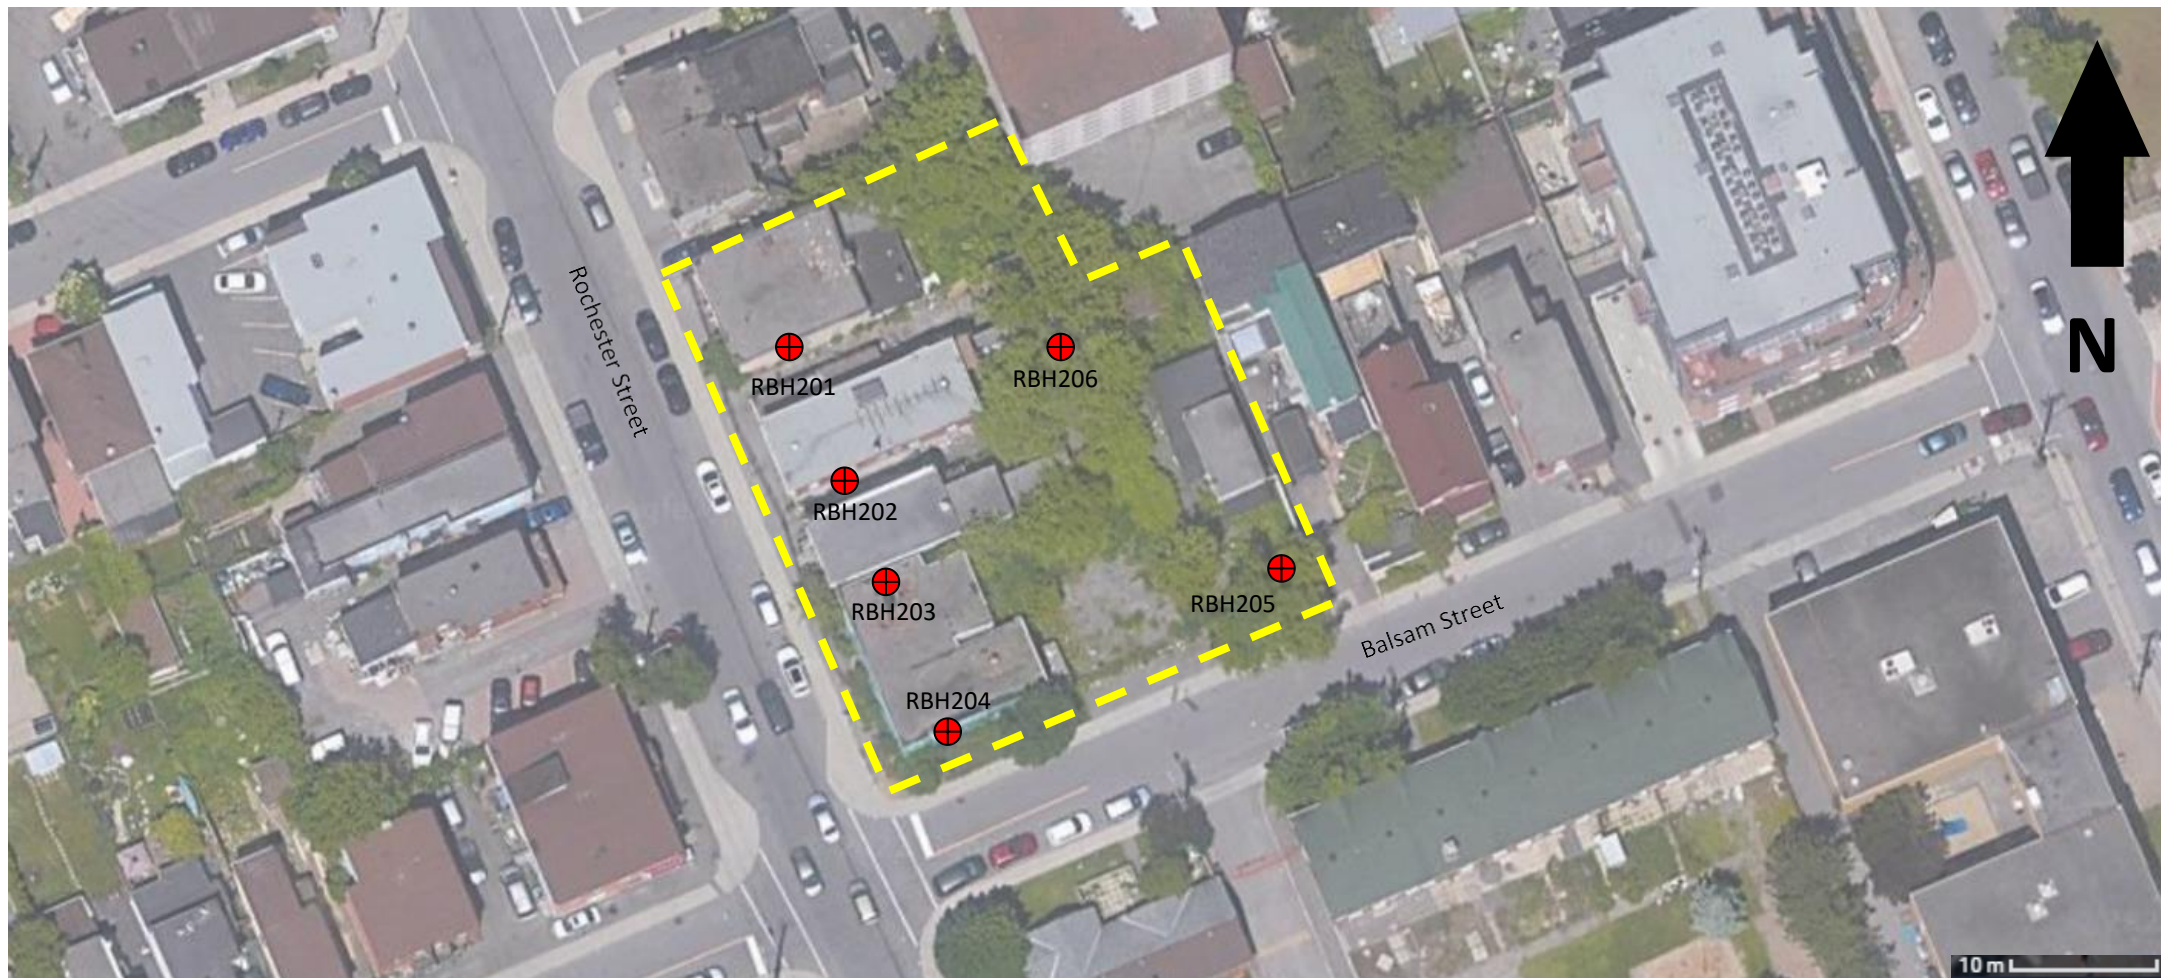 Rochester Street
N
RBH201
RBH206
RBH202
RBH203
RBH205
Balsam Street
RBH204
10 m